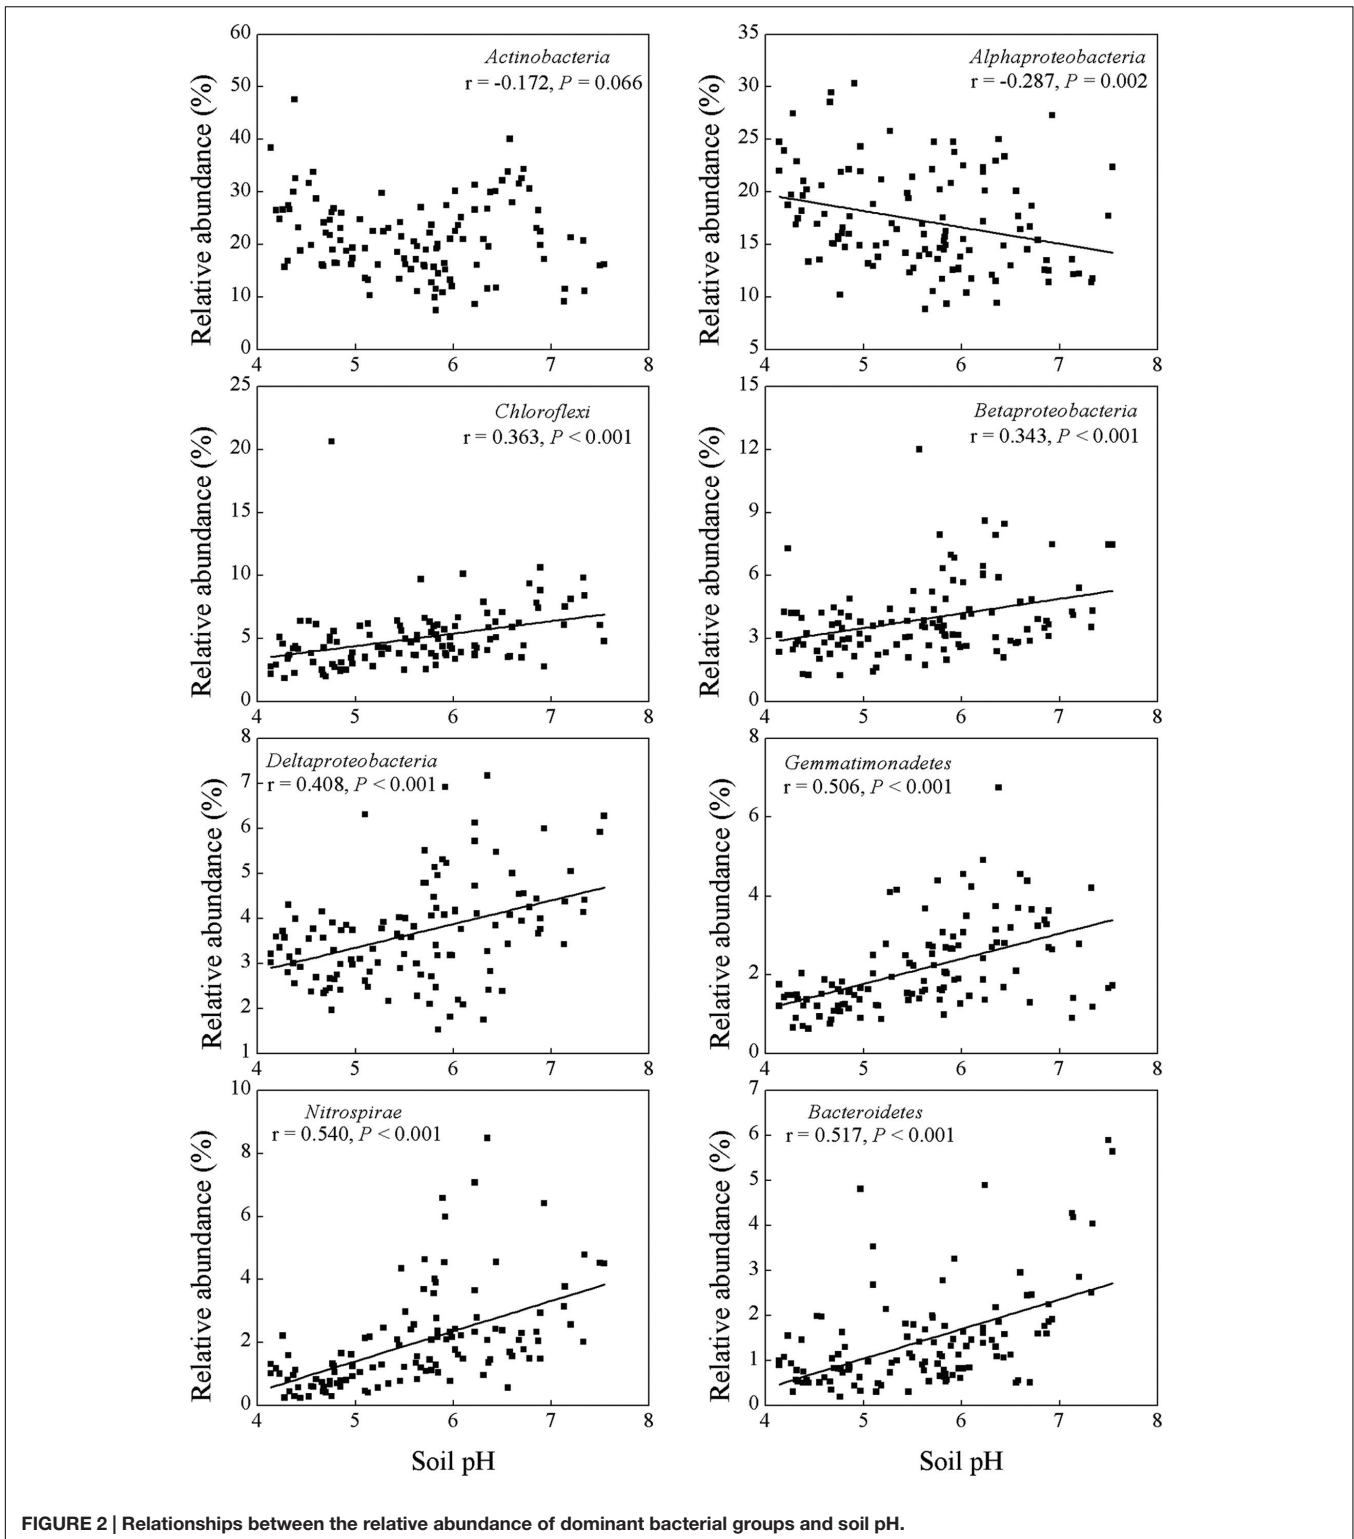 Actinobacteria
r = -0.172, P = 0.066
Relative abundance (%)
60
50
40
30
20
10
0
4 5 6 7 8
Alphaproteobacteria
r = -0.287, P = 0.002
Relative abundance (%)
35
30
25
20
15
10
5
4 5 6 7 8
Chloroflexi
r = 0.363, P < 0.001
Relative abundance (%)
25
20
15
10
5
0
4 5 6 7 8
Betaproteobacteria
r = 0.343, P < 0.001
Relative abundance (%)
15
12
9
6
3
0
4 5 6 7 8
Deltaproteobacteria
r = 0.408, P < 0.001
Relative abundance (%)
8
7
6
5
4
3
2
1
4 5 6 7 8
Gemmatimonadetes
r = 0.506, P < 0.001
Relative abundance (%)
8
6
4
2
0
4 5 6 7 8
Nitrospirae
r = 0.540, P < 0.001
Relative abundance (%)
10
8
6
4
2
0
4 5 6 7 8
Soil pH
Bacteroidetes
r = 0.517, P < 0.001
Relative abundance (%)
7
6
5
4
3
2
1
0
4 5 6 7 8
Soil pH
FIGURE 2 | Relationships between the relative abundance of dominant bacterial groups and soil pH.